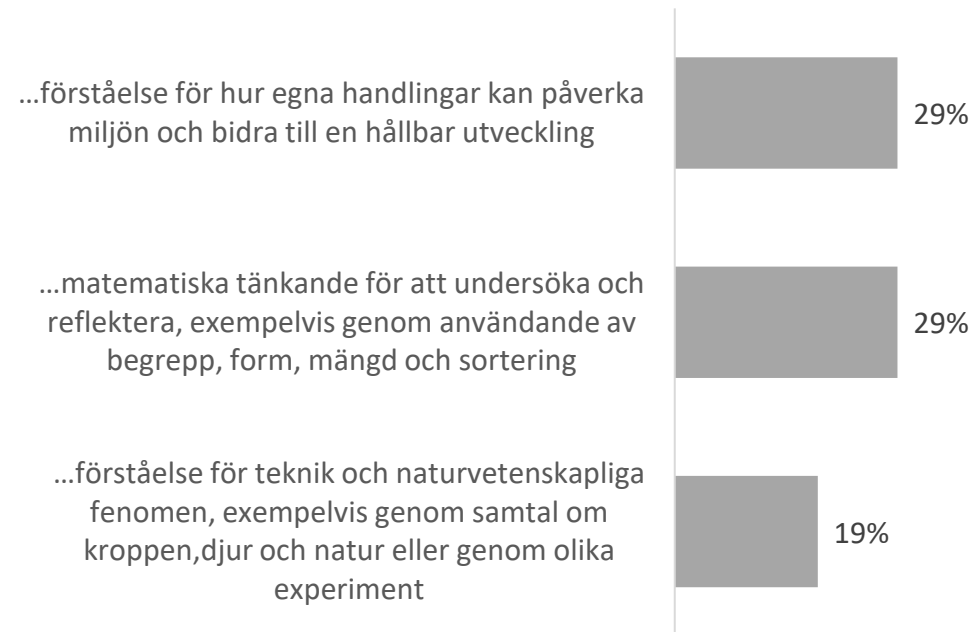 ...förståelse för hur egna handlingar kan påverka
miljön och bidra till en hållbar utveckling
29%
...matematiska tänkande för att undersöka och
reflektera, exempelvis genom användande av
begrepp, form, mängd och sortering
29%
...förståelse för teknik och naturvetenskapliga
fenomen, exempelvis genom samtal om
kroppen,djur och natur eller genom olika
experiment
19%